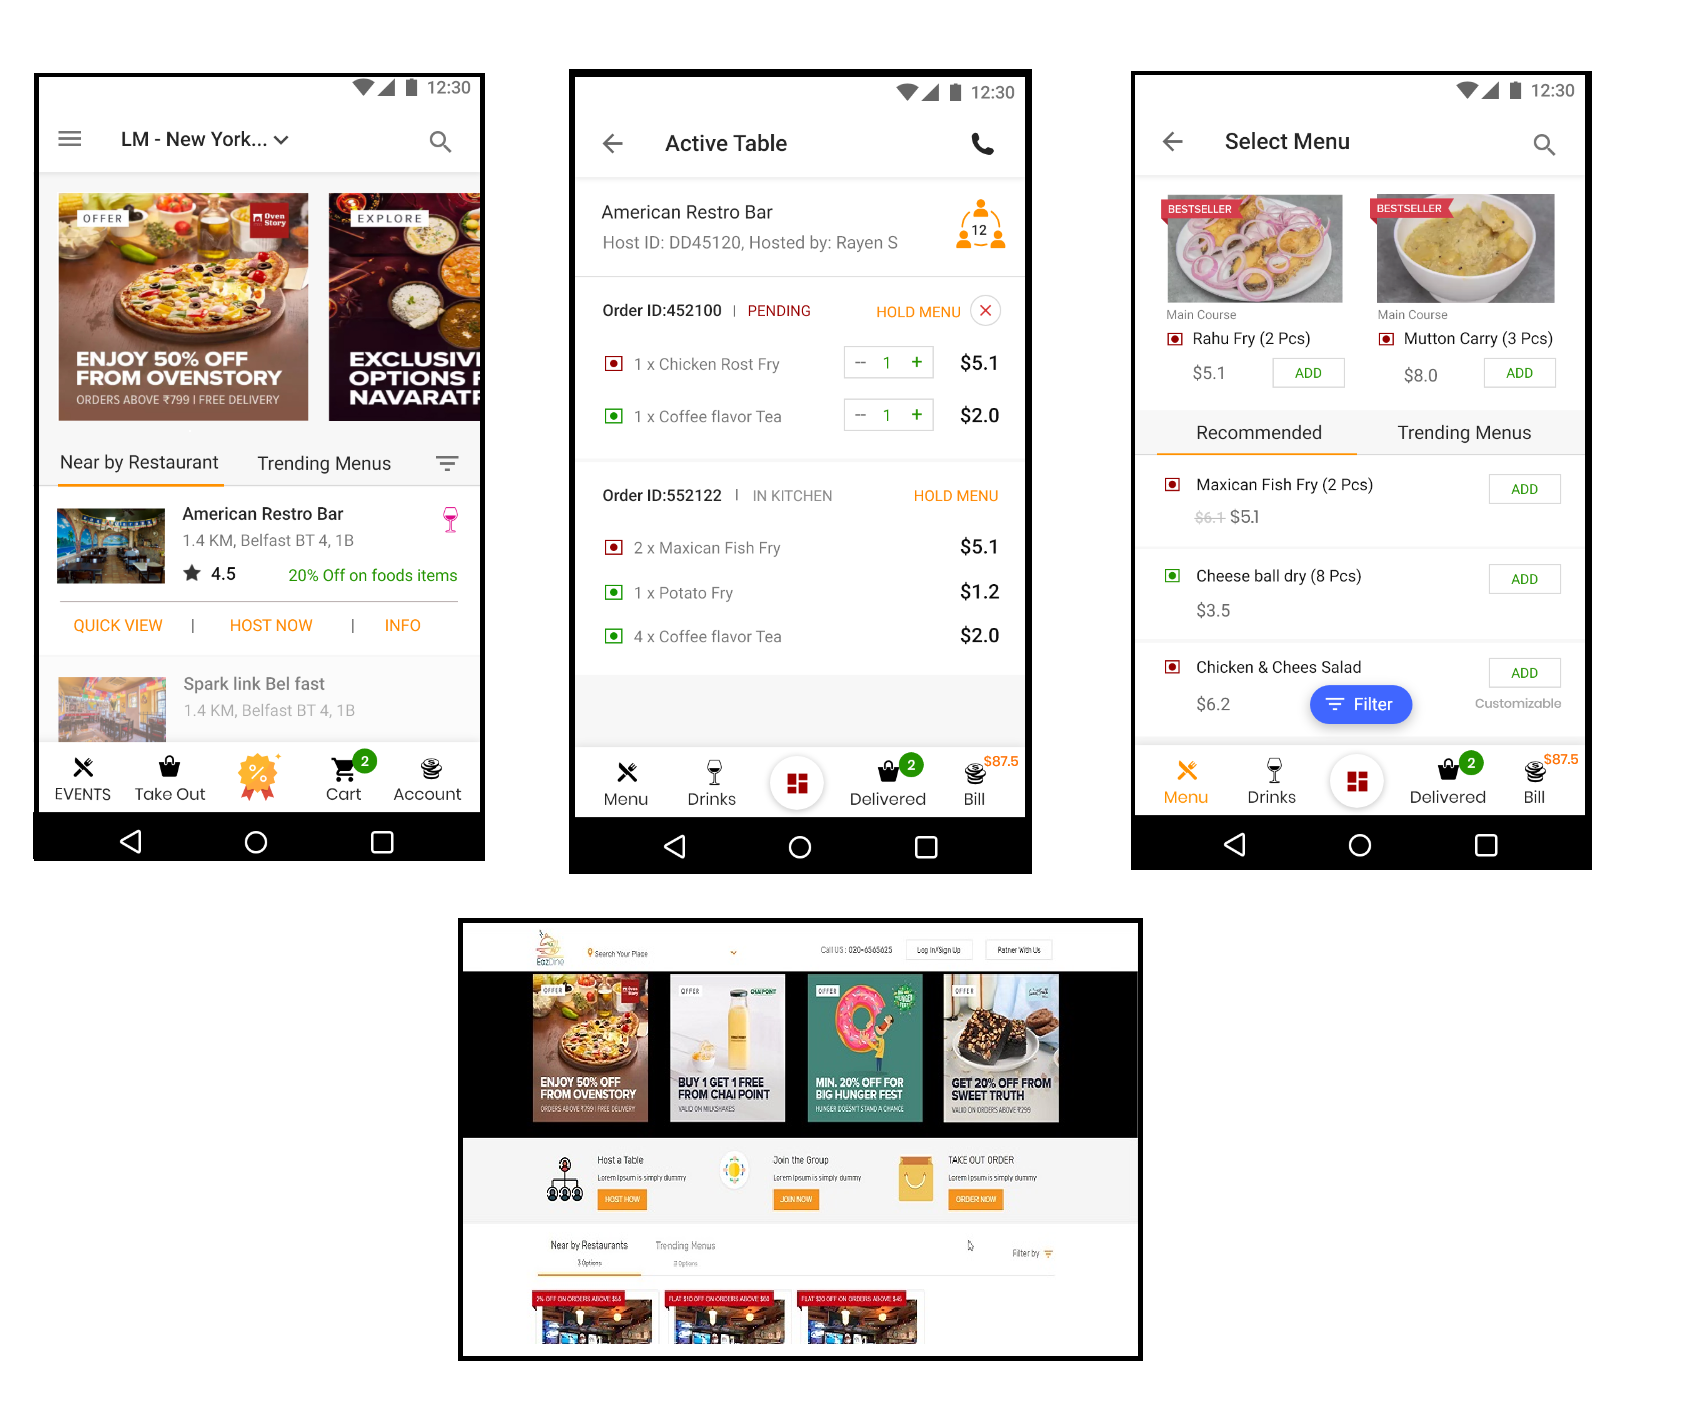 12:30
LM - New York...
OFFER
Oven Story
ENJOY 50% OFF
FROM OVENSTORY
ORDERS ABOVE ₹799 | FREE DELIVERY
EXPLORE
EXCLUSIV
OPTIONS F
NAVARAT
Near by Restaurant
Trending Menus
American Restro Bar
1.4 KM, Belfast BT 4, 1B
4.5
20% Off on foods items
QUICK VIEW | HOST NOW | INFO
Spark link Bel fast
1.4 KM, Belfast BT 4, 1B
2
EVENTS
Take Out
%
Cart
Account
12:30
Active Table
American Restro Bar
Host ID: DD45120, Hosted by: Rayen S
12
Order ID:452100 | PENDING
HOLD MENU
1 x Chicken Rost Fry
-- 1 +
$5.1
1 x Coffee flavor Tea
-- 1 +
$2.0
Order ID:552122 | IN KITCHEN
HOLD MENU
2 x Maxican Fish Fry
$5.1
1 x Potato Fry
$1.2
4 x Coffee flavor Tea
$2.0
2
$87.5
Menu
Drinks
Delivered
Bill
12:30
Select Menu
BESTSELLER
Main Course
Rahu Fry (2 Pcs)
$5.1
ADD
BESTSELLER
Main Course
Mutton Carry (3 Pcs)
$8.0
ADD
Recommended
Trending Menus
Maxican Fish Fry (2 Pcs)
ADD
$6.1 $5.1
Cheese ball dry (8 Pcs)
ADD
$3.5
Chicken & Chees Salad
ADD
$6.2
Filter
Customizable
2
$87.5
Menu
Drinks
Delivered
Bill
EazDine
Search Your Place
Call US : 020-6563625
Log In/Sign Up
Patner With Us
OFFER
ENJOY 50% OFF
FROM OVENSTORY
ORDERS ABOVE ₹799 | FREE DELIVERY
OFFER
CHAI POINT
BUY 1 GET 1 FREE
FROM CHAI POINT
VALID ON MILKSHAKES
OFFER
HUNGER
MIN. 20% OFF FOR
BIG HUNGER FEST
HUNGER DOESN'T STAND A CHANCE
OFFER
GET 20% OFF FROM
SWEET TRUTH
VALID ON ORDERS ABOVE ₹299
Host a Table
Lorem Ipsum is simply dummy
HOST NOW
Join the Group
Lorem Ipsum is simply dummy
JOIN NOW
TAKE OUT ORDER
Lorem Ipsum is simply dummy
ORDER NOW
Near by Restaurants
3 Options
Trending Menus
Options
Filter by
% OFF ON ORDERS ABOVE
FLAT $10 OFF ON ORDERS ABOVE
FLAT OFF ON ORDERS ABOVE